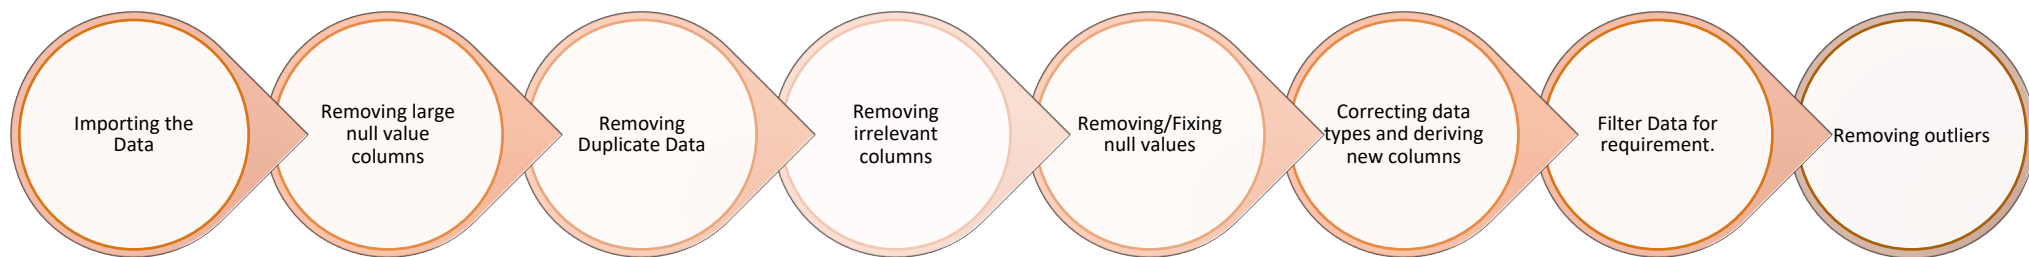 Importing the
Data
Removing large
null value
columns
Removing
Duplicate Data
Removing
irrelevant
columns
Removing/Fixing
null values
Correcting data
types and deriving
new columns
Filter Data for
requirement.
Removing outliers